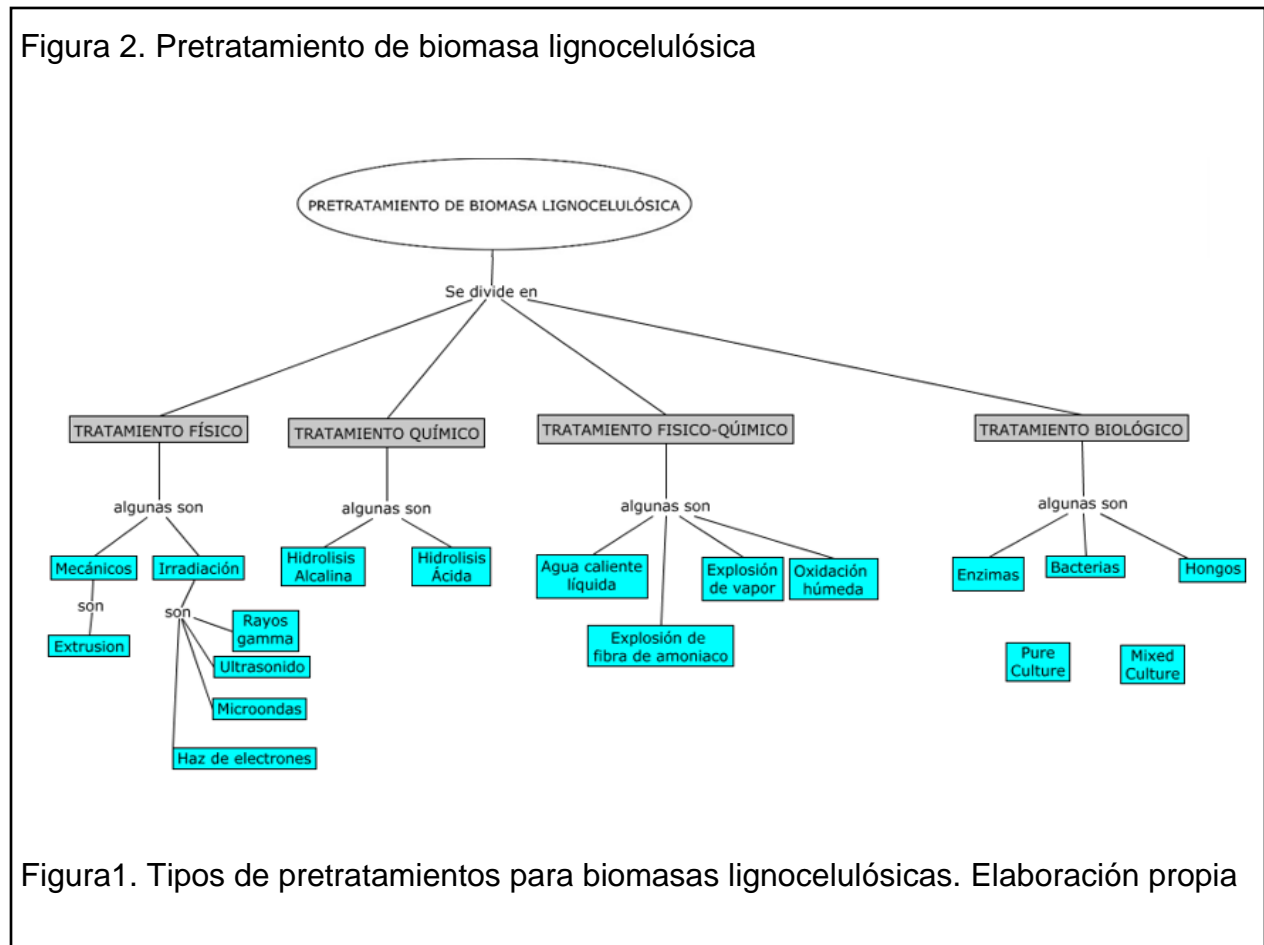 Figura 2. Pretratamiento de biomasa lignocelulósica
PRETRATAMIENTO DE BIOMASA LIGNOCELULÓSICA
Se divide en
TRATAMIENTO FÍSICO
TRATAMIENTO QUÍMICO
TRATAMIENTO FISICO-QÚIMICO
TRATAMIENTO BIOLÓGICO
algunas son
algunas son
algunas son
algunas son
Mecánicos
Irradiación
son
Extrusion
son
Rayos
gamma
Ultrasonido
Microondas
Haz de electrones
Hidrolisis
Alcalina
Hidrolisis
Ácida
Agua caliente
líquida
Explosión de
fibra de amoniaco
Explosión
de vapor
Oxidación
húmeda
Enzimas
Bacterias
Hongos
Pure
Culture
Mixed
Culture
Figura1. Tipos de pretratamientos para biomasas lignocelulósicas. Elaboración propia